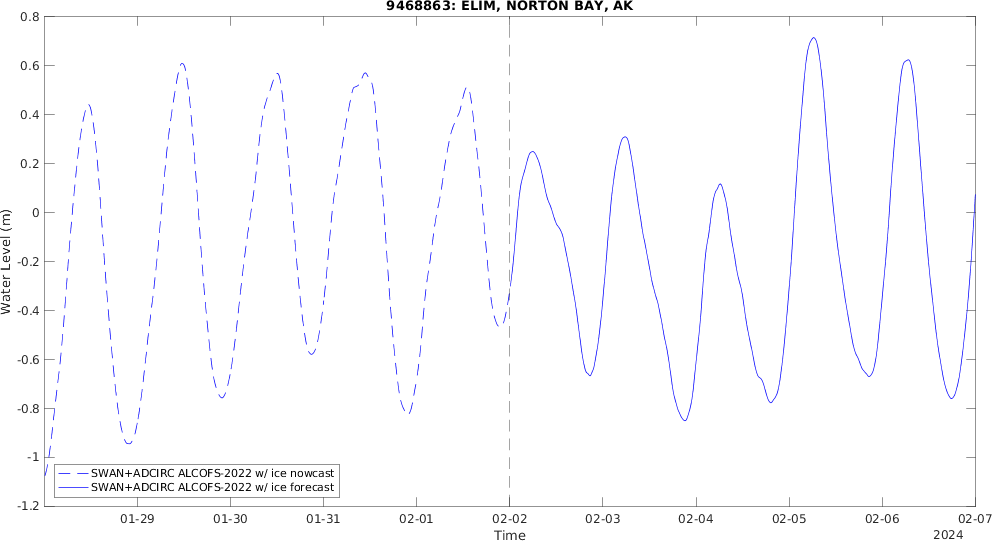 9468863: ELIM, NORTON BAY, AK
0.8
0.6
0.4
0.2
0
-0.2
-0.4
-0.6
-0.8
-1
-1.2
Water Level (m)
SWAN+ADCIRC ALCOFS-2022 w/ ice nowcast
SWAN+ADCIRC ALCOFS-2022 w/ ice forecast
01-29 01-30 01-31 02-01 02-02 02-03 02-04 02-05 02-06 02-07
Time
2024